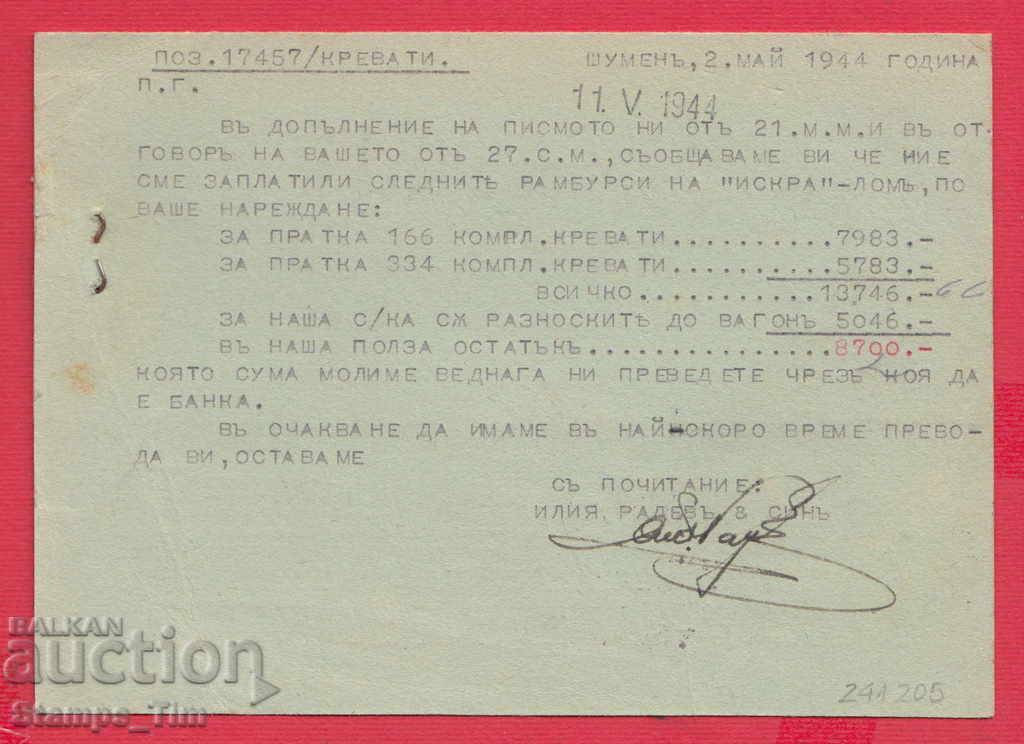 ПОЗ.17457/КРЕВАТИ. ШУМЕНЪ,2.МАЙ 1944 ГОДИНА
П.Г.
11. V. 1944
ВЪ ДОПЪЛНЕНИЕ НА ПИСМОТО НИ ОТЪ 21.М.М.И ВЪ ОТ-
ГОВОРЪ НА ВАШЕТО ОТЪ 27.С.М.,СЪОБЩАВАМЕ ВИ ЧЕ НИЕ
СМЕ ЗАПЛАТИЛИ СЛЕДНИТѢ РАМБУРСИ НА "ИСКРА"-ЛОМЪ,ПО
ВАШЕ НАРЕЖДАНЕ:
ЗА ПРАТКА 166 КОМПЛ.КРЕВАТИ..........7983.-
ЗА ПРАТКА 334 КОМПЛ.КРЕВАТИ..........5783.-
ВСИЧКО...........13746.-
ЗА НАША С/КА СѪ РАЗНОСКИТѢ ДО ВАГОНЪ 5046.-
ВЪ НАША ПОЛЗА ОСТАТЪКЪ...............8700.-
КОЯТО СУМА МОЛИМЕ ВЕДНАГА НИ ПРЕВЕДЕТЕ ЧРЕЗЪ КОЯ ДА
Е БАНКА.
ВЪ ОЧАКВАНЕ ДА ИМАМЕ ВЪ НАЙ-СКОРО ВРЕМЕ ПРЕВО-
ДА ВИ,ОСТАВАМЕ
СЪ ПОЧИТАНИЕ:
ИЛИЯ РАДЕВЪ & СИНЪ
BALKAN
auction
Stamps_Tim
241205